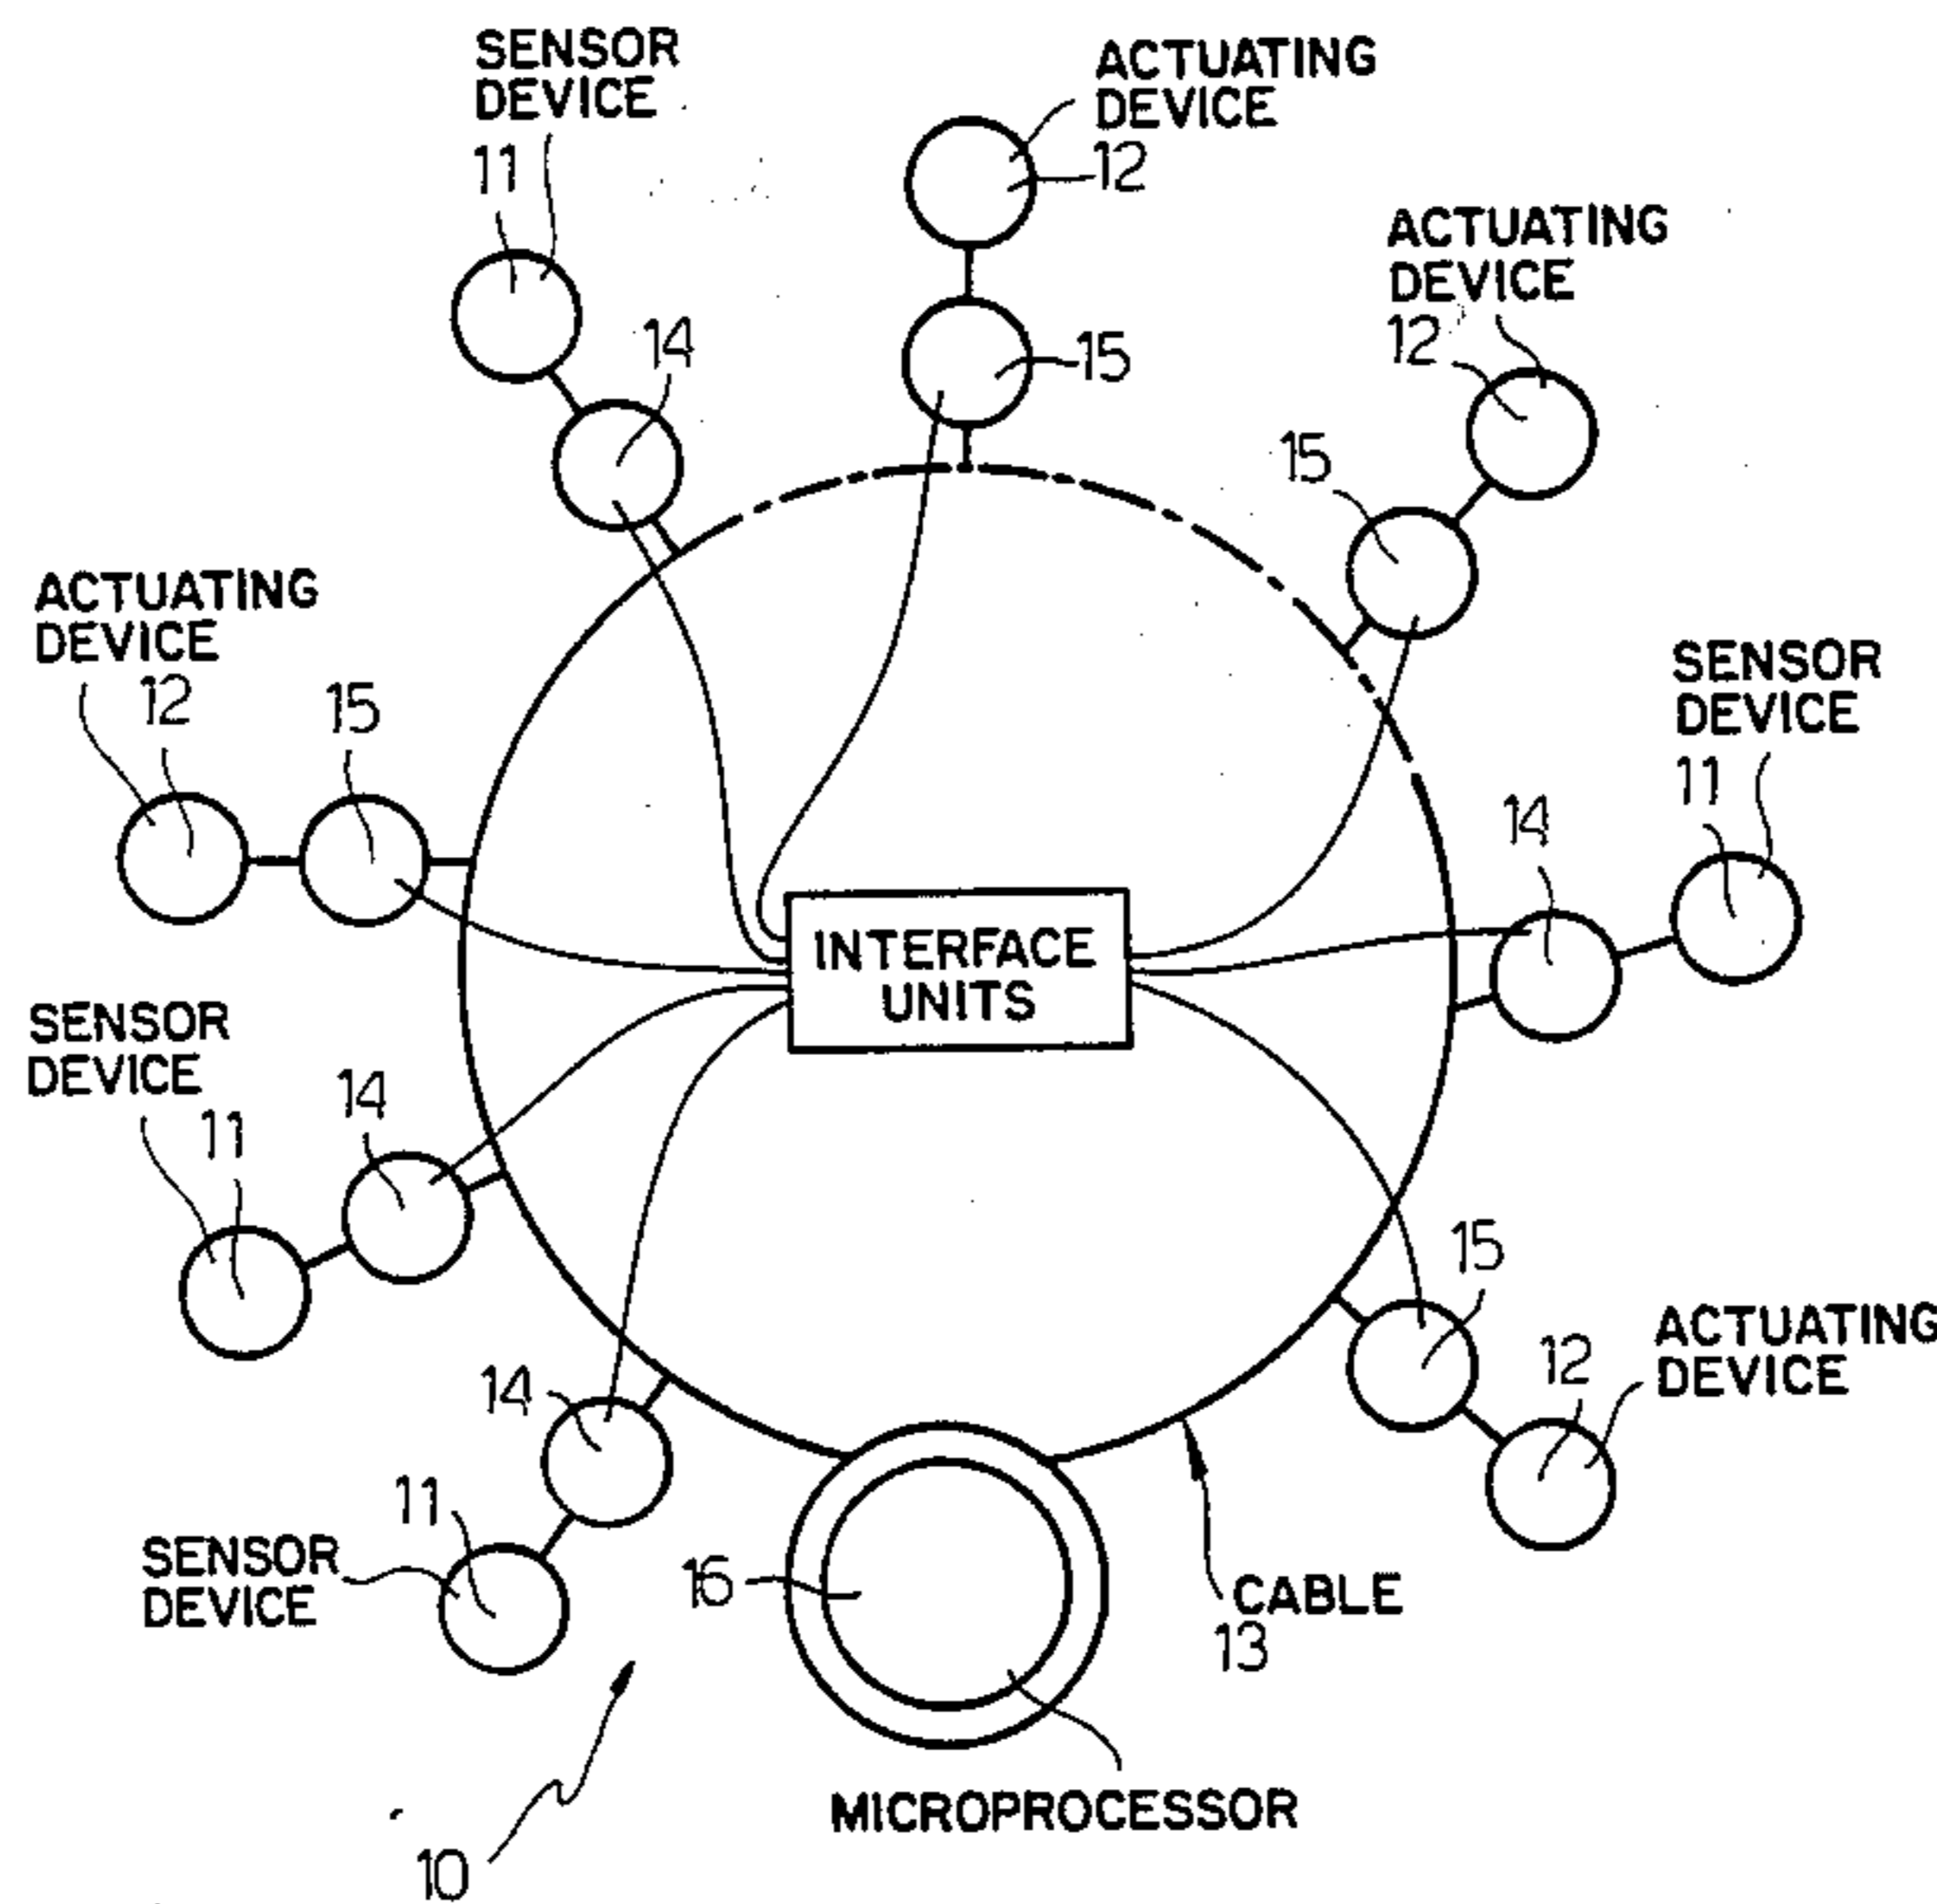 SENSOR
DEVICE
11
ACTUATING
DEVICE
12
ACTUATING
DEVICE
12
14
15
15
ACTUATING
DEVICE
12
15
SENSOR
DEVICE
11
14
INTERFACE
UNITS
SENSOR
DEVICE
11
14
15
ACTUATING
DEVICE
12
14
11
SENSOR
DEVICE
16
CABLE
13
MICROPROCESSOR
10